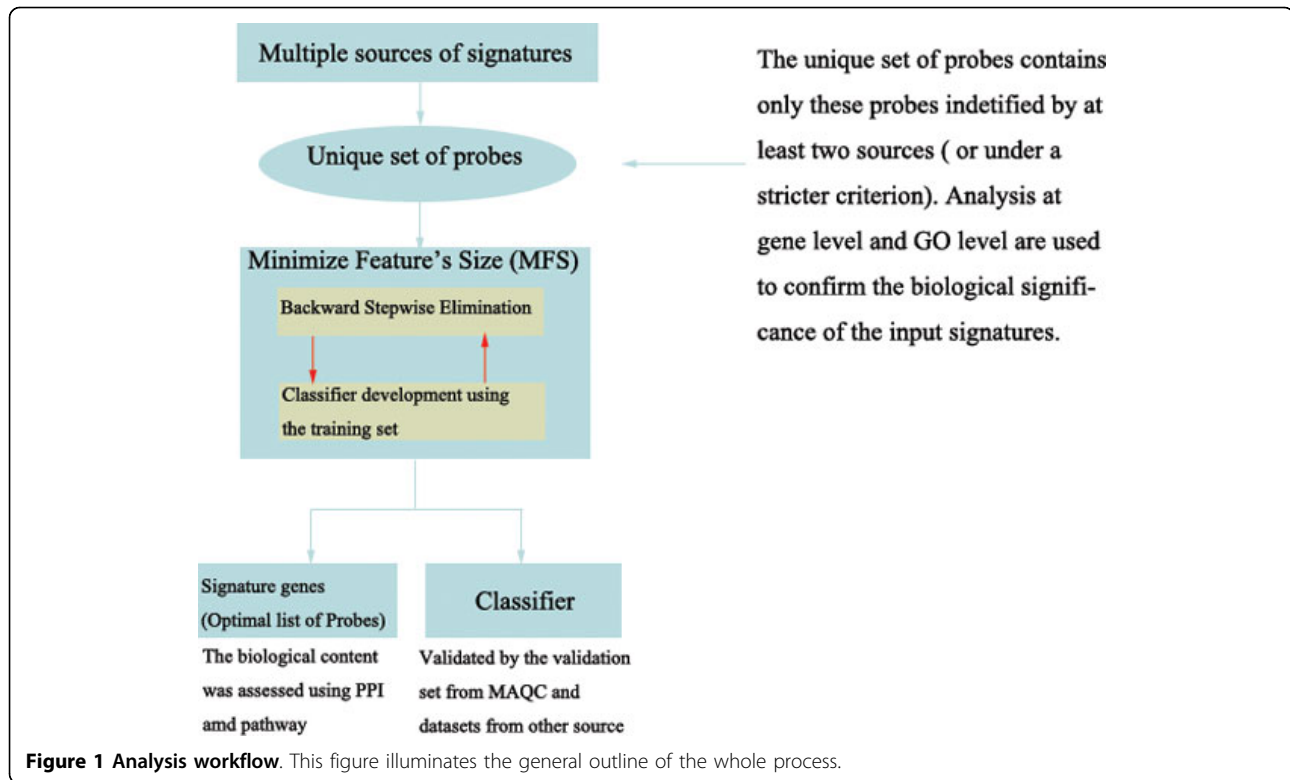 Multiple sources of signatures
Unique set of probes
The unique set of probes contains
only these probes indetified by at
least two sources ( or under a
stricter criterion). Analysis at
gene level and GO level are used
to confirm the biological signifi-
cance of the input signatures.
Minimize Feature's Size (MFS)
Backward Stepwise Elimination
Classifier development using
the training set
Signature genes
(Optimal list of Probes)
The biological content
was assessed using PPI
amd pathway
Classifier
Validated by the validation
set from MAQC and
datasets from other source
Figure 1 Analysis workflow. This figure illuminates the general outline of the whole process.